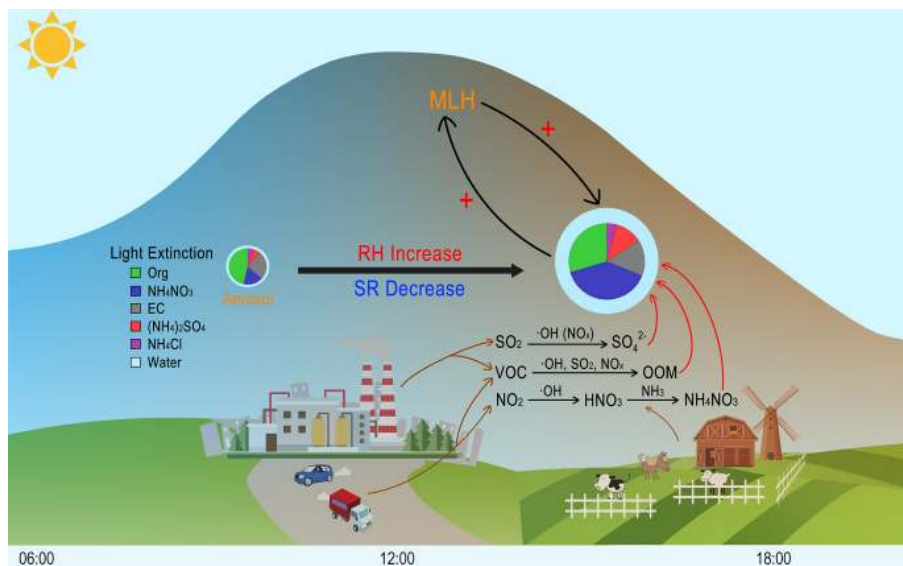 MLH
+
+
Light Extinction
Org
NH₄NO₃
EC
(NH₄)₂SO₄
NH₄Cl
Water
Aerosol
RH Increase
SR Decrease
SO₂ ·OH (NOₓ) SO₄²⁻
VOC ·OH, SO₂, NOₓ OOM
NO₂ ·OH HNO₃ NH₃ NH₄NO₃
06:00 12:00 18:00